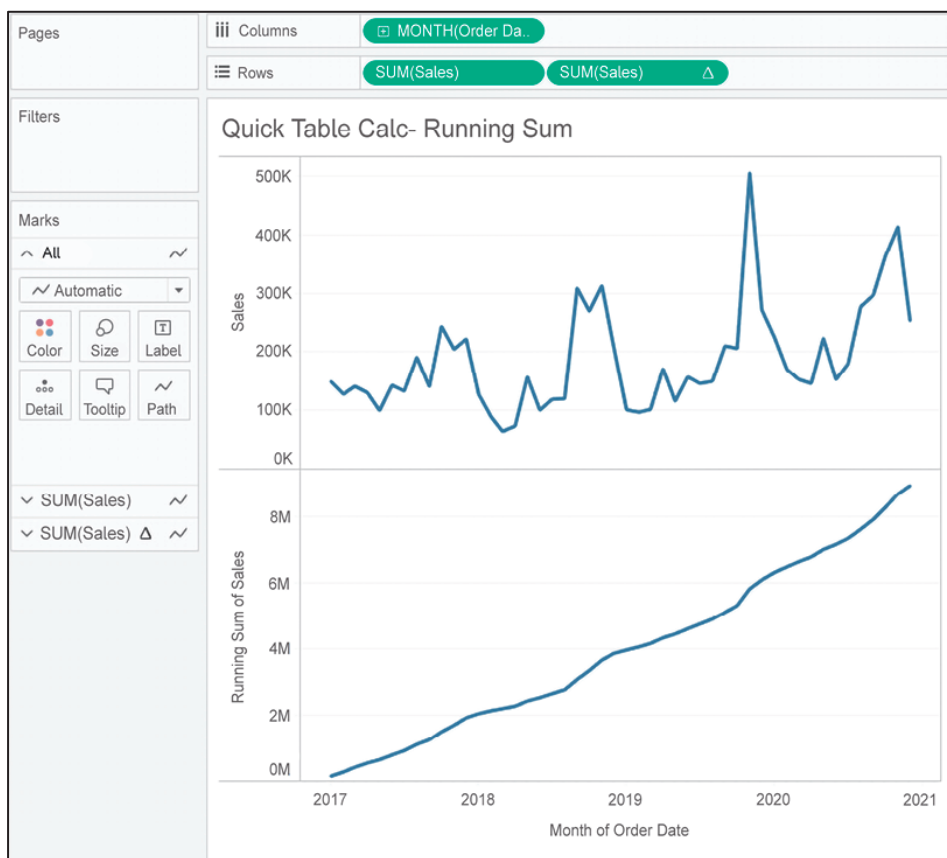 Pages
Columns
MONTH(Order Da..
Rows
SUM(Sales)
SUM(Sales) Δ
Filters
Marks
All
Automatic
Color
Size
Label
Detail
Tooltip
Path
SUM(Sales)
SUM(Sales) Δ
Quick Table Calc- Running Sum
500K
400K
300K
200K
100K
0K
Sales
8M
6M
4M
2M
0M
Running Sum of Sales
2017
2018
2019
2020
2021
Month of Order Date